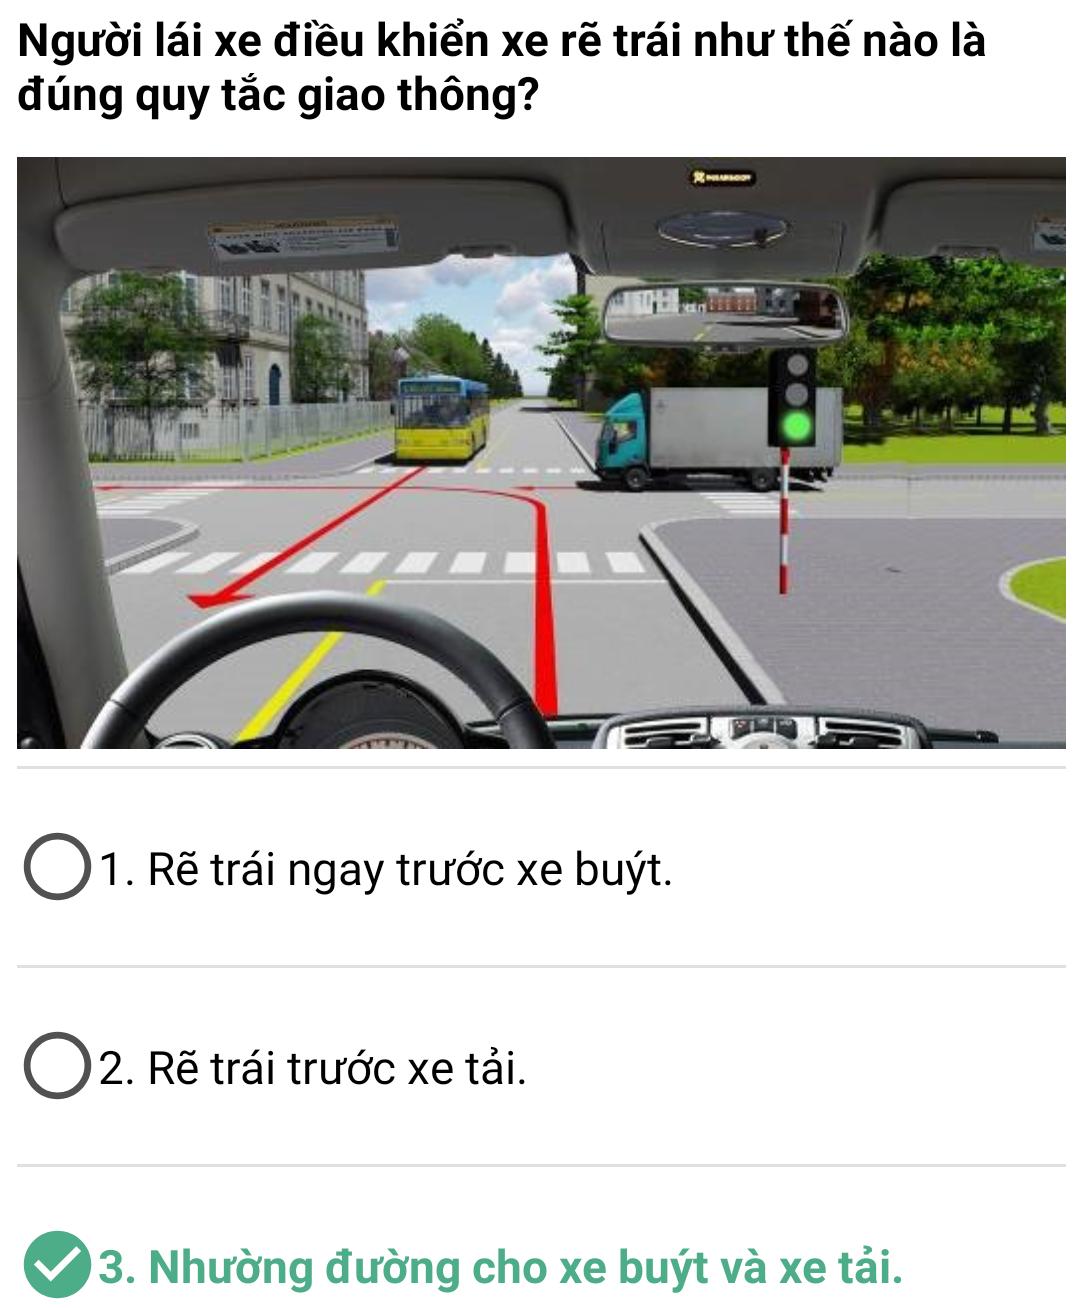 Người lái xe điều khiển xe rẽ trái như thế nào là
đúng quy tắc giao thông?
1. Rẽ trái ngay trước xe buýt.
2. Rẽ trái trước xe tải.
3. Nhường đường cho xe buýt và xe tải.